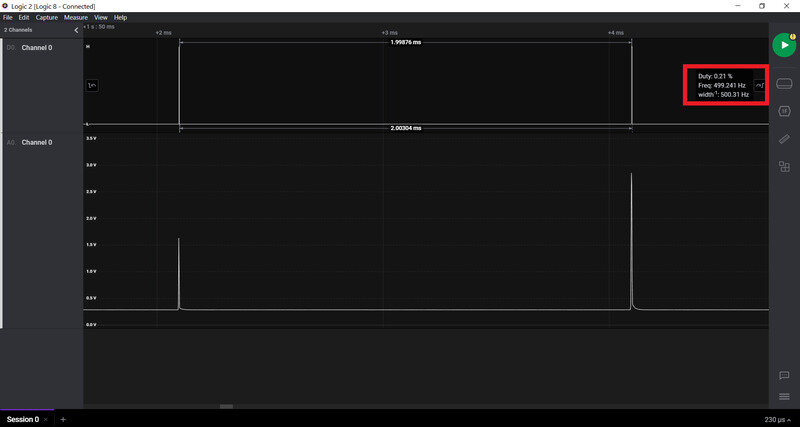 Logic 2 [Logic 8 - Connected]
File Edit Capture Measure View Help
2 Channels
+1 s : 50 ms
+2 ms +3 ms +4 ms
D0 Channel 0
H
1.99876 ms
Duty: 0.21 %
Freq: 499.241 Hz
width⁻¹: 500.31 Hz
L
2.00304 ms
A0 Channel 0
3.5 V
3.0 V
2.5 V
2.0 V
1.5 V
1.0 V
0.5 V
0.0 V
Session 0
230 µs